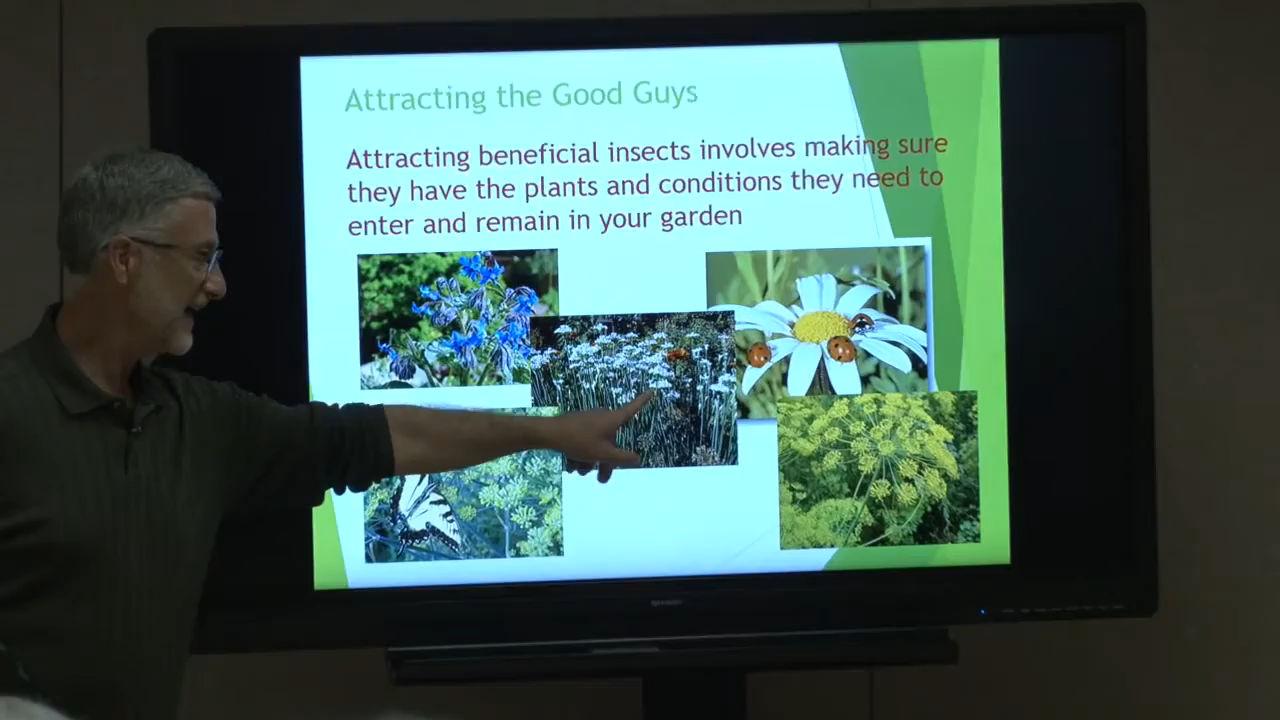 Attracting the Good Guys
Attracting beneficial insects involves making sure
they have the plants and conditions they need to
enter and remain in your garden